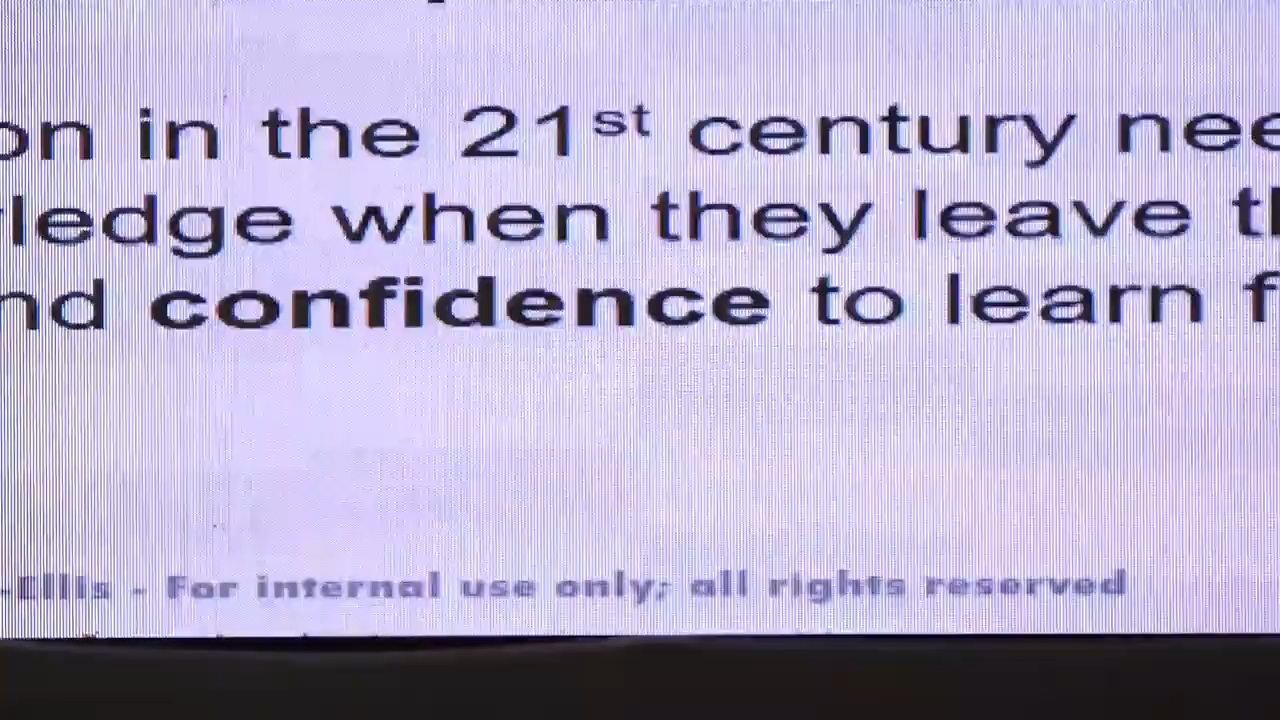 on in the 21st century nee
ledge when they leave th
nd confidence to learn f
-Ellis - For internal use only; all rights reserved